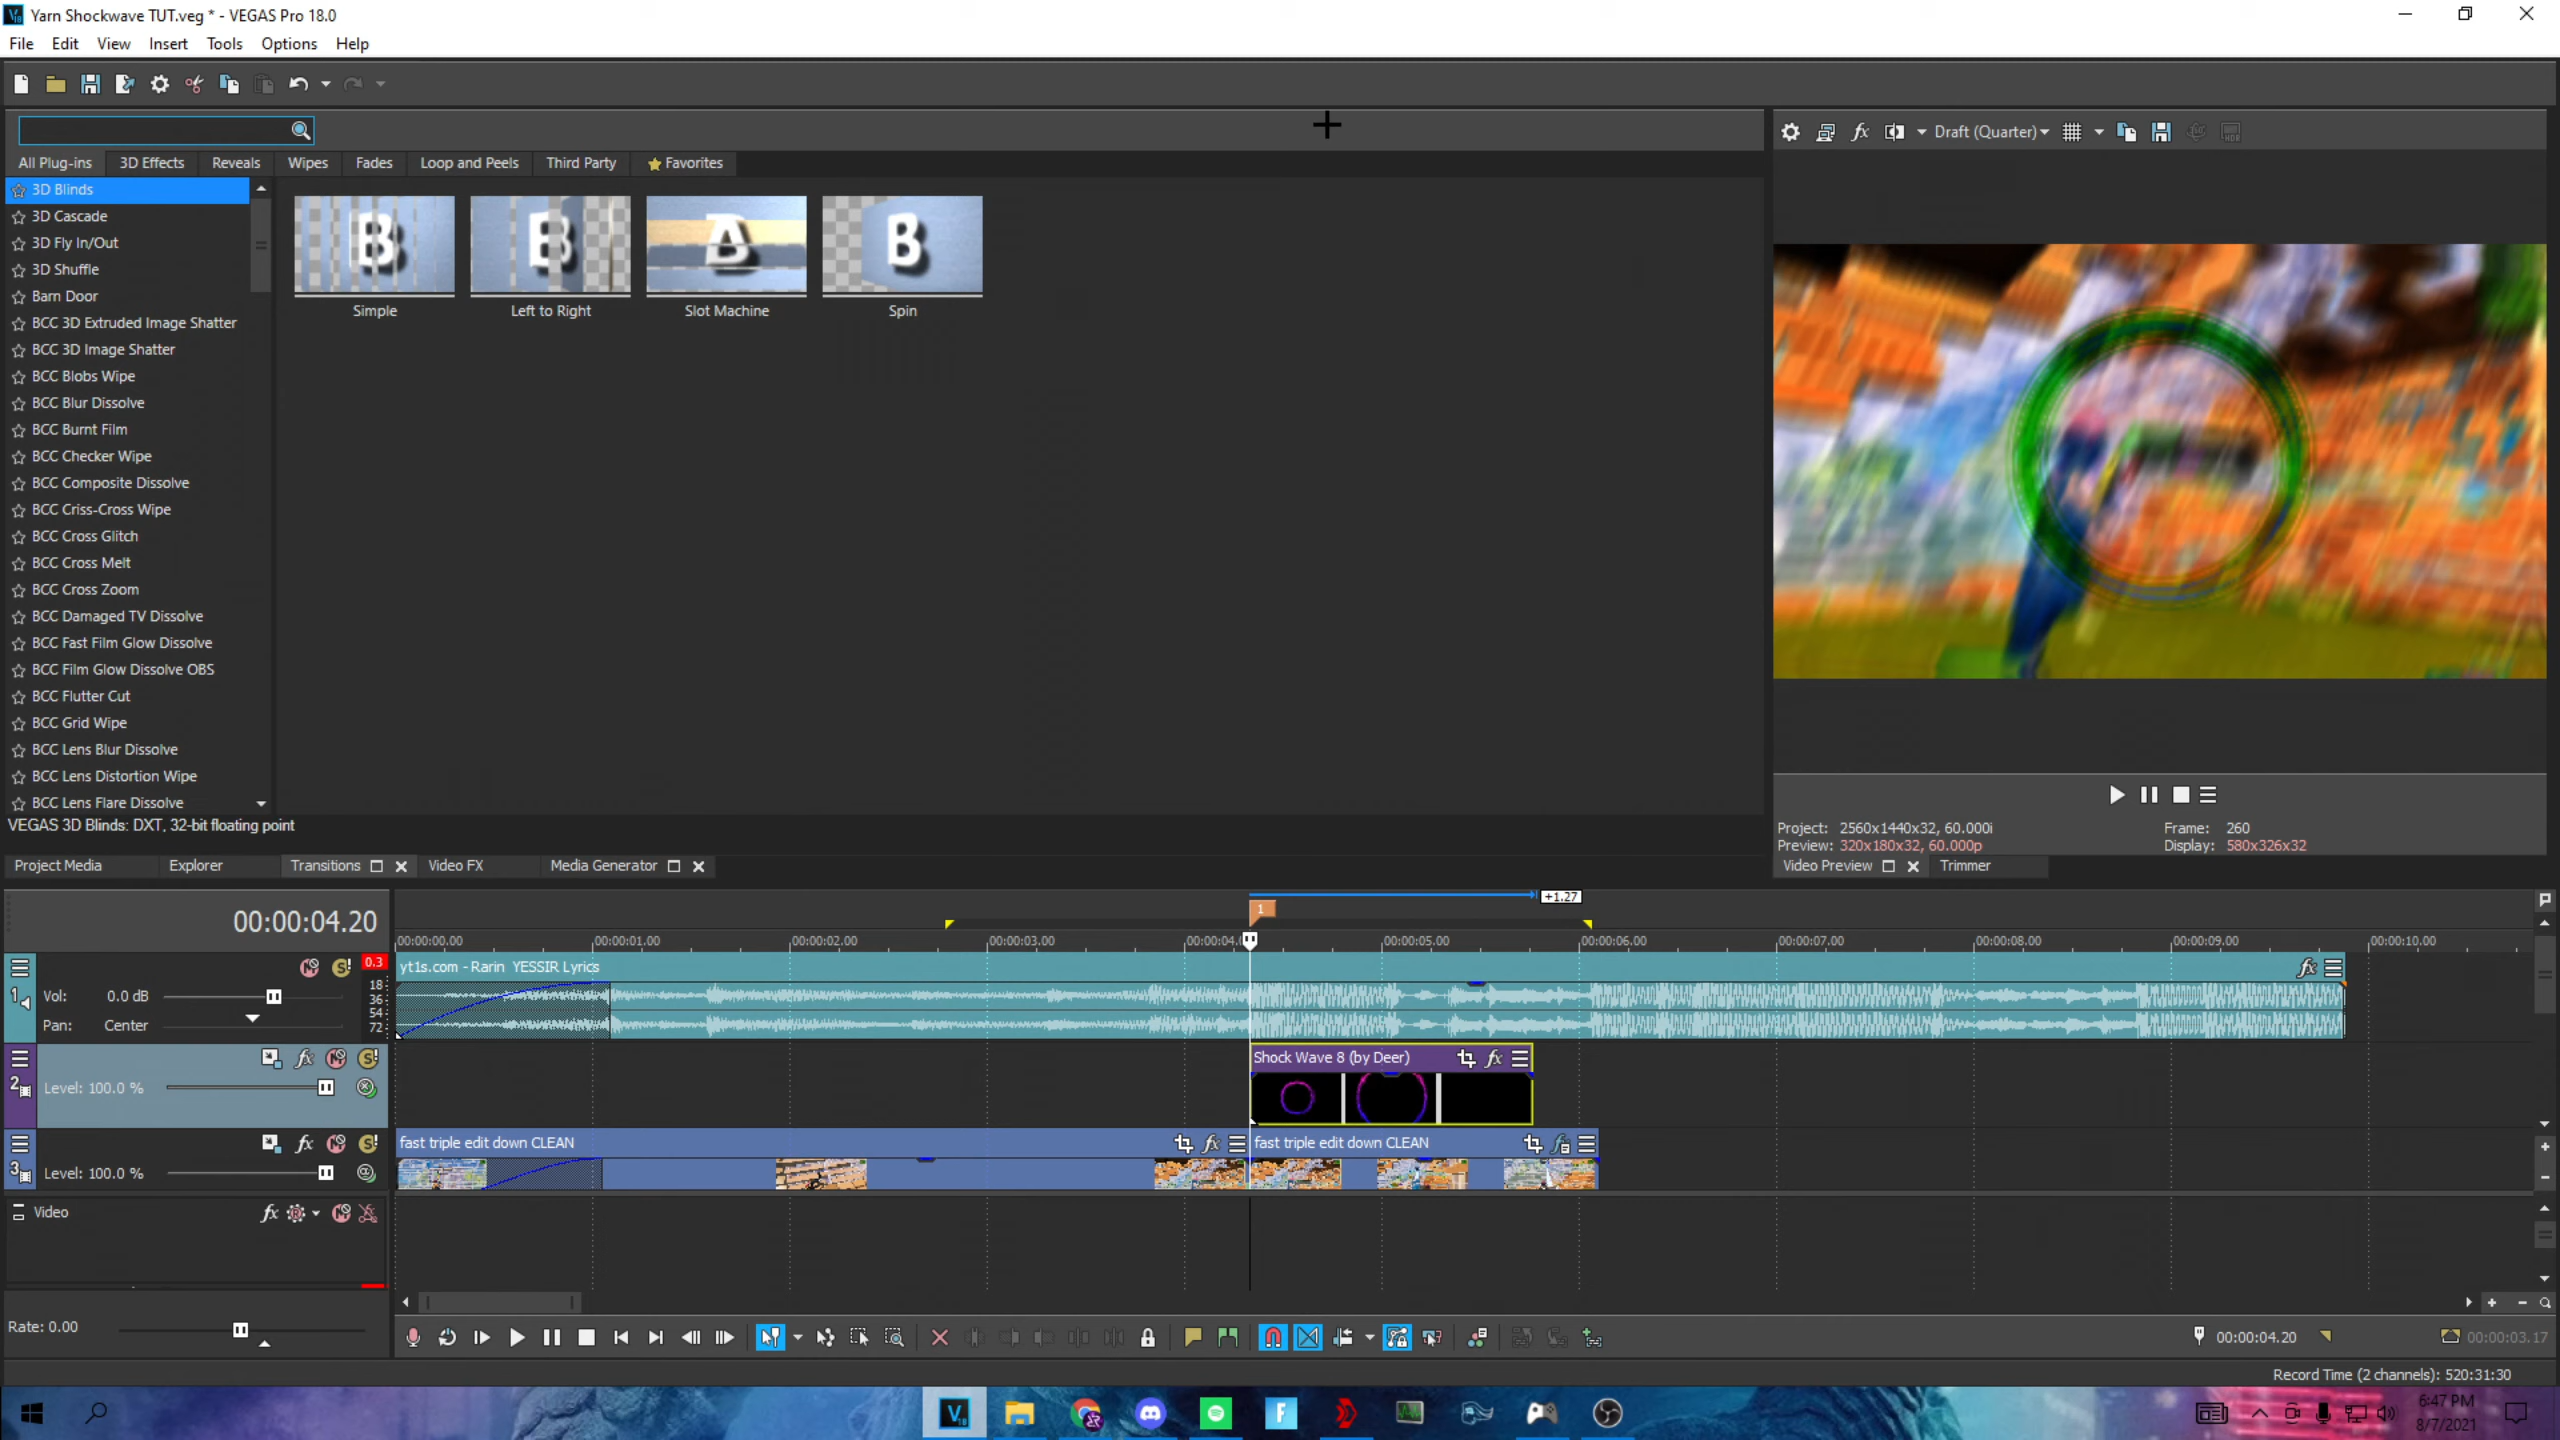 Yarn Shockwave TUT.veg * - VEGAS Pro 18.0
File Edit View Insert Tools Options Help
Draft (Quarter)
All Plug-ins 3D Effects Reveals Wipes Fades Loop and Peels Third Party Favorites
3D Blinds
3D Cascade
3D Fly In/Out
3D Shuffle
Barn Door
BCC 3D Extruded Image Shatter
BCC 3D Image Shatter
BCC Blobs Wipe
BCC Blur Dissolve
BCC Burnt Film
BCC Checker Wipe
BCC Composite Dissolve
BCC Criss-Cross Wipe
BCC Cross Glitch
BCC Cross Melt
BCC Cross Zoom
BCC Damaged TV Dissolve
BCC Fast Film Glow Dissolve
BCC Film Glow Dissolve OBS
BCC Flutter Cut
BCC Grid Wipe
BCC Lens Blur Dissolve
BCC Lens Distortion Wipe
BCC Lens Flare Dissolve
Simple Left to Right Slot Machine Spin
VEGAS 3D Blinds: DXT, 32-bit floating point
Project: 2560x1440x32, 60.000i Frame: 260
Preview: 320x180x32, 60.000p Display: 580x326x32
Project Media Explorer Transitions Video FX Media Generator
Video Preview Trimmer
+1.27
1
00:00:04.20
00:00:00.00 00:00:01.00 00:00:02.00 00:00:03.00 00:00:04.0 00:00:05.00 00:00:06.00 00:00:07.00 00:00:08.00 00:00:09.00 00:00:10.00
0.3
yt1s.com - Rarin YESSIR Lyrics
1
Vol: 0.0 dB
Pan: Center
18
36
54
72
2
Level: 100.0 %
Shock Wave 8 (by Deer)
3
Level: 100.0 %
fast triple edit down CLEAN
fast triple edit down CLEAN
Video
Rate: 0.00
00:00:04.20
00:00:03.17
Record Time (2 channels): 520:31:30
6:47 PM
8/7/2021